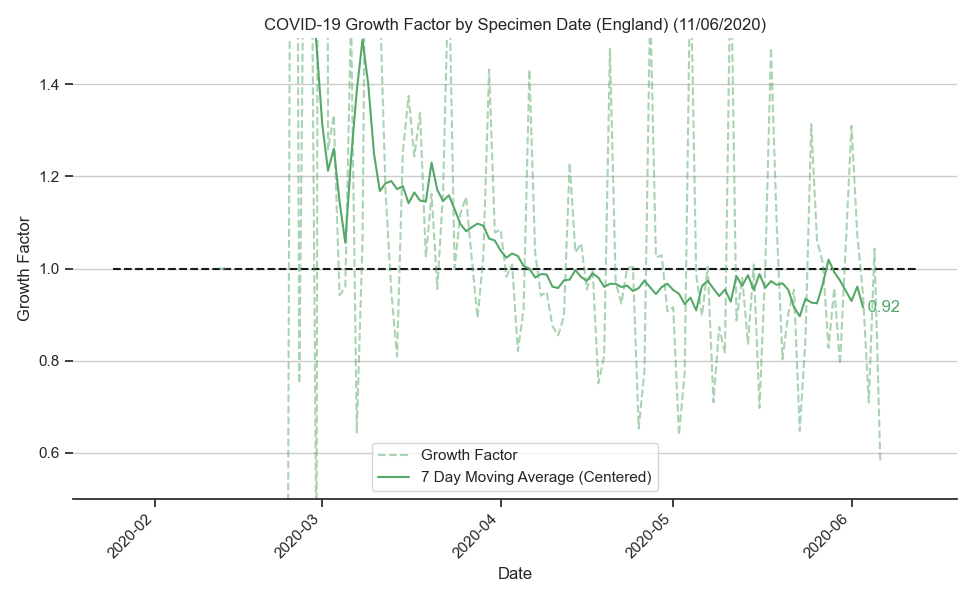 COVID-19 Growth Factor by Specimen Date (England) (11/06/2020)
Growth Factor
1.4
1.2
1.0
0.8
0.6
0.92
Growth Factor
7 Day Moving Average (Centered)
2020-02
2020-03
2020-04
2020-05
2020-06
Date